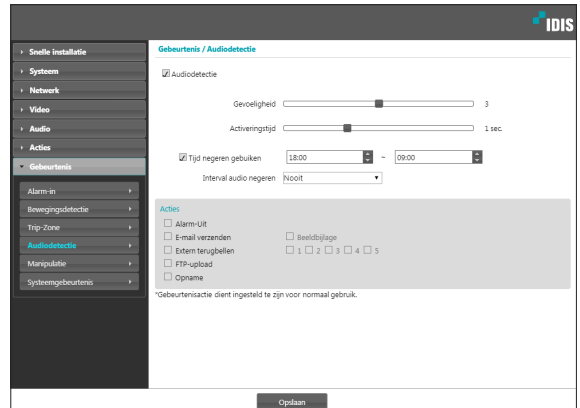 IDIS
Snelle installatie
Systeem
Netwerk
Video
Audio
Acties
Gebeurtenis
Alarm-in
Bewegingsdetectie
Trip-Zone
Audiodetectie
Manipulatie
Systeemgebeurtenis
Gebeurtenis / Audiodetectie
Audiodetectie
Gevoeligheid 3
Activeringstijd 1 sec.
Tijd negeren gebuiken 18:00 ~ 09:00
Interval audio negeren Nooit
Acties
Alarm-Uit
E-mail verzenden Beeldbijlage
Extern terugbellen 1 2 3 4 5
FTP-upload
Opname
*Gebeurtenisactie dient ingesteld te zijn voor normaal gebruik.
Opslaan